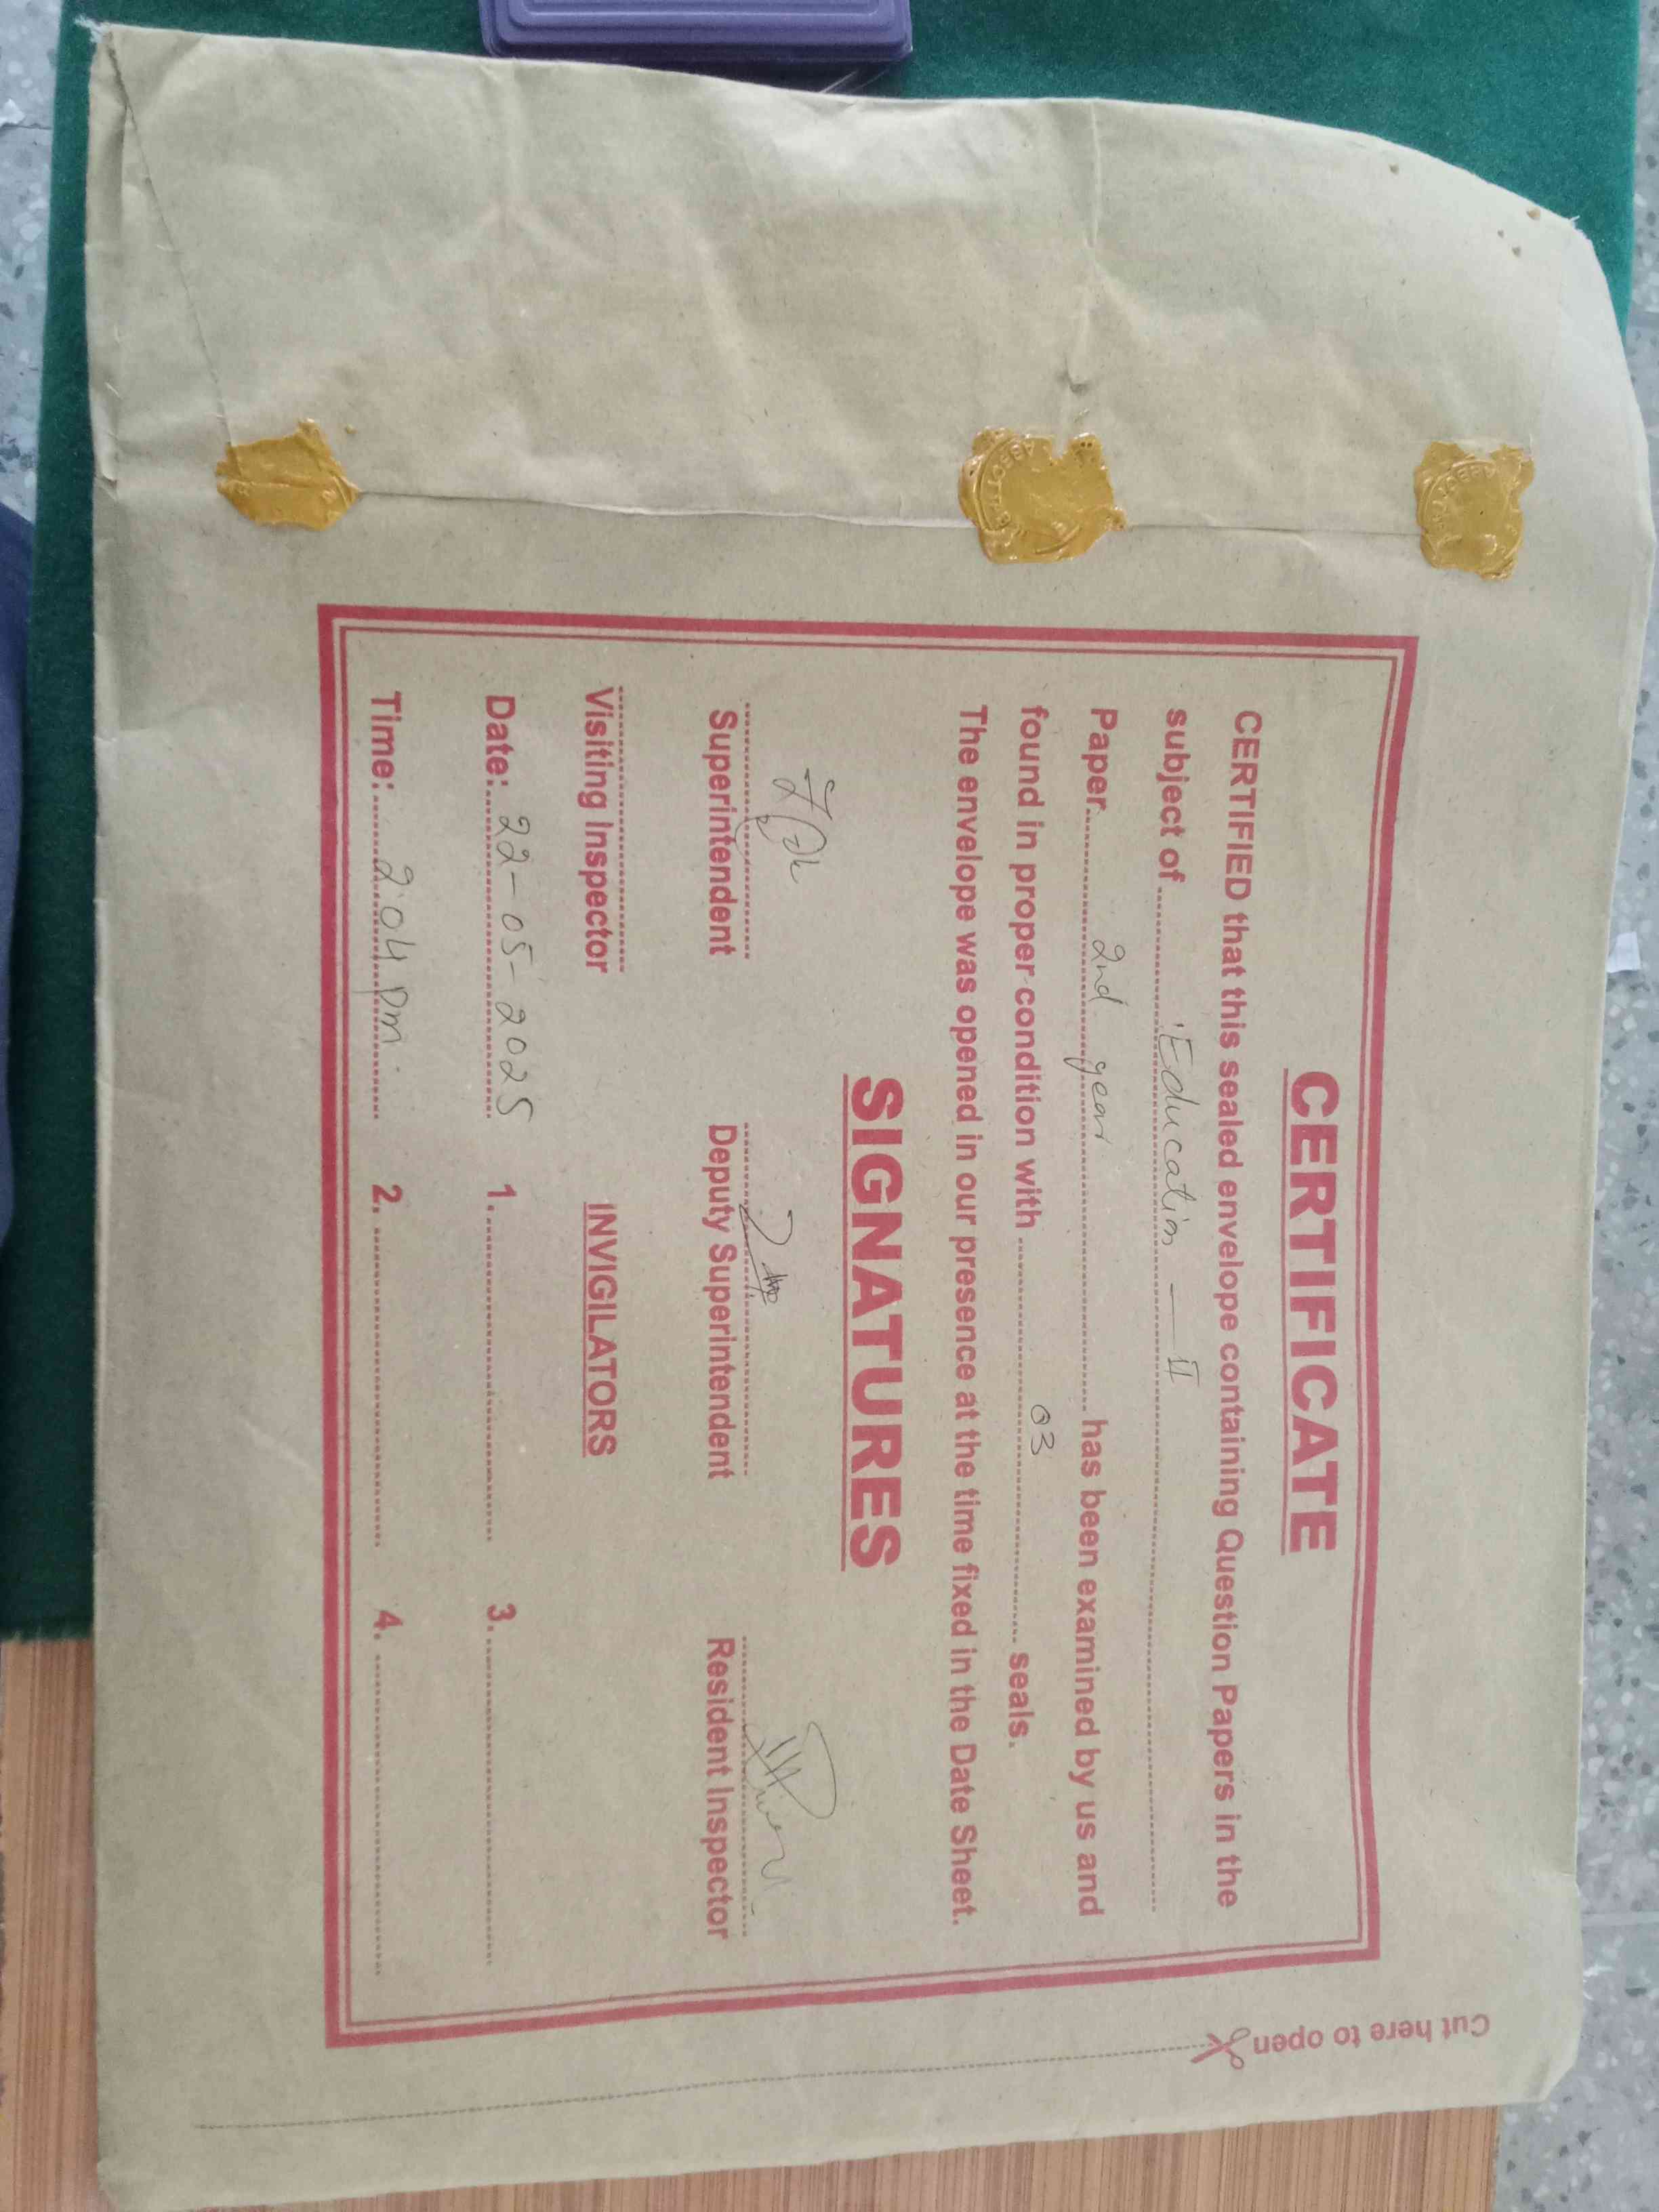 CERTIFICATE
CERTIFIED that this sealed envelope containing Question Papers in the
subject of Education — II
Paper 2nd year has been examined by us and
found in proper condition with 03 seals.
The envelope was opened in our presence at the time fixed in the Date Sheet.
SIGNATURES
Superintendent Deputy Superintendent Resident Inspector
Visiting Inspector INVIGILATORS
Date: 22-05-2025 1. 3.
Time: 2:04 pm 2. 4.
Cut here to open